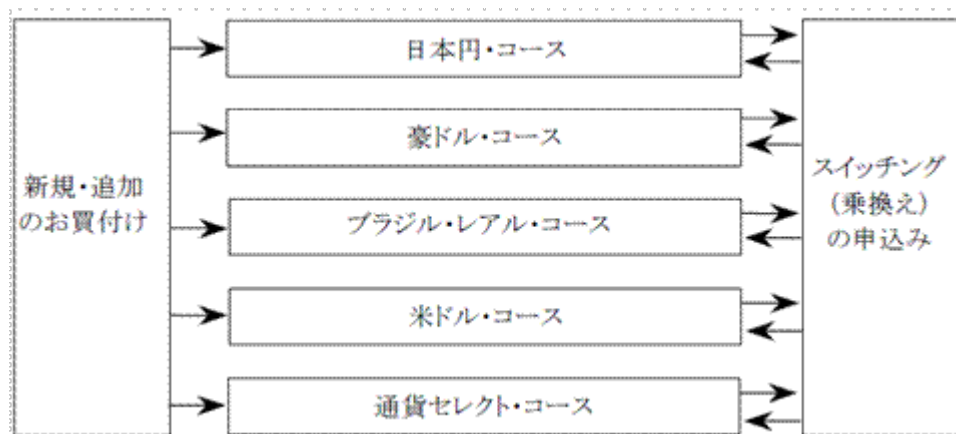 新規・追加
のお買付け
日本円・コース
豪ドル・コース
ブラジル・レアル・コース
米ドル・コース
通貨セレクト・コース
スイッチング
(乗換え)
の申込み